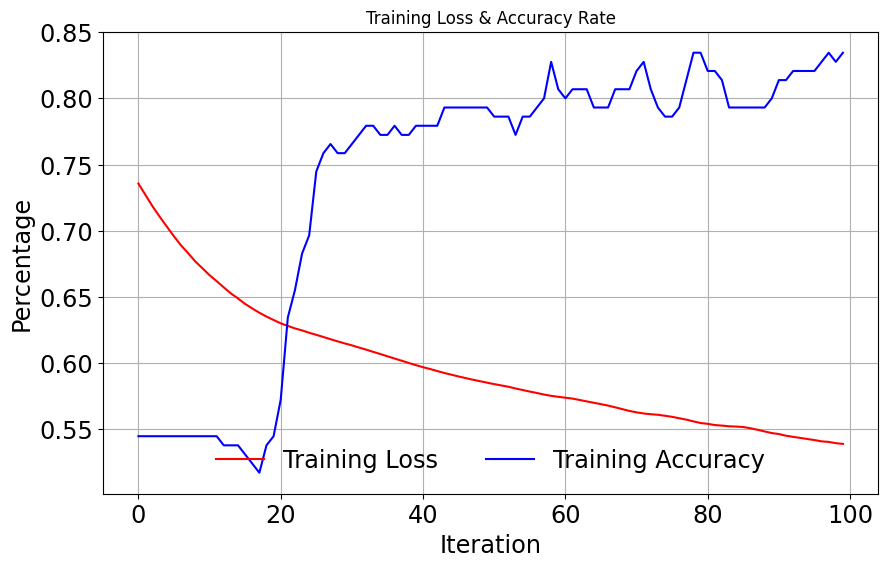 Training Loss & Accuracy Rate
0.85
0.80
0.75
0.70
0.65
0.60
0.55
Percentage
Training Loss Training Accuracy
0 20 40 60 80 100
Iteration